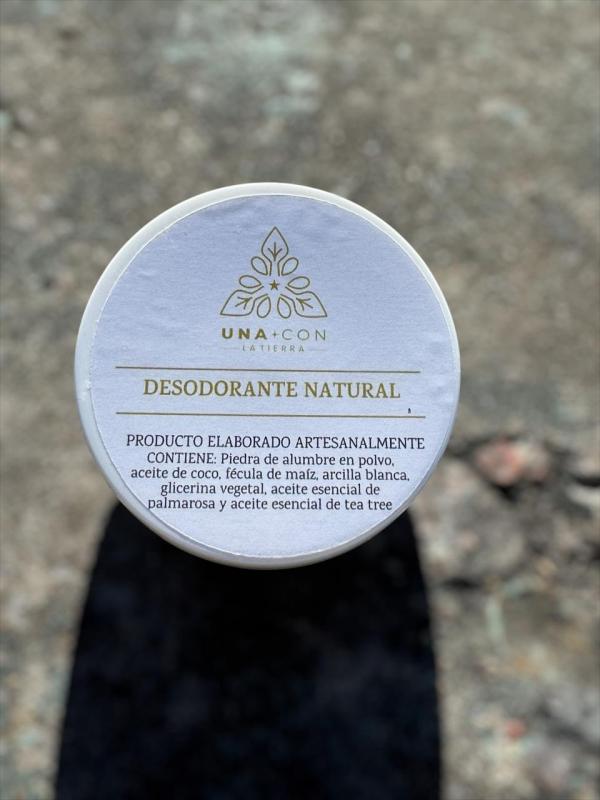 UNA+CON
LA TIERRA
DESODORANTE NATURAL
PRODUCTO ELABORADO ARTESANALMENTE
CONTIENE: Piedra de alumbre en polvo,
aceite de coco, fécula de maíz, arcilla blanca,
glicerina vegetal, aceite esencial de
palmarosa y aceite esencial de tea tree